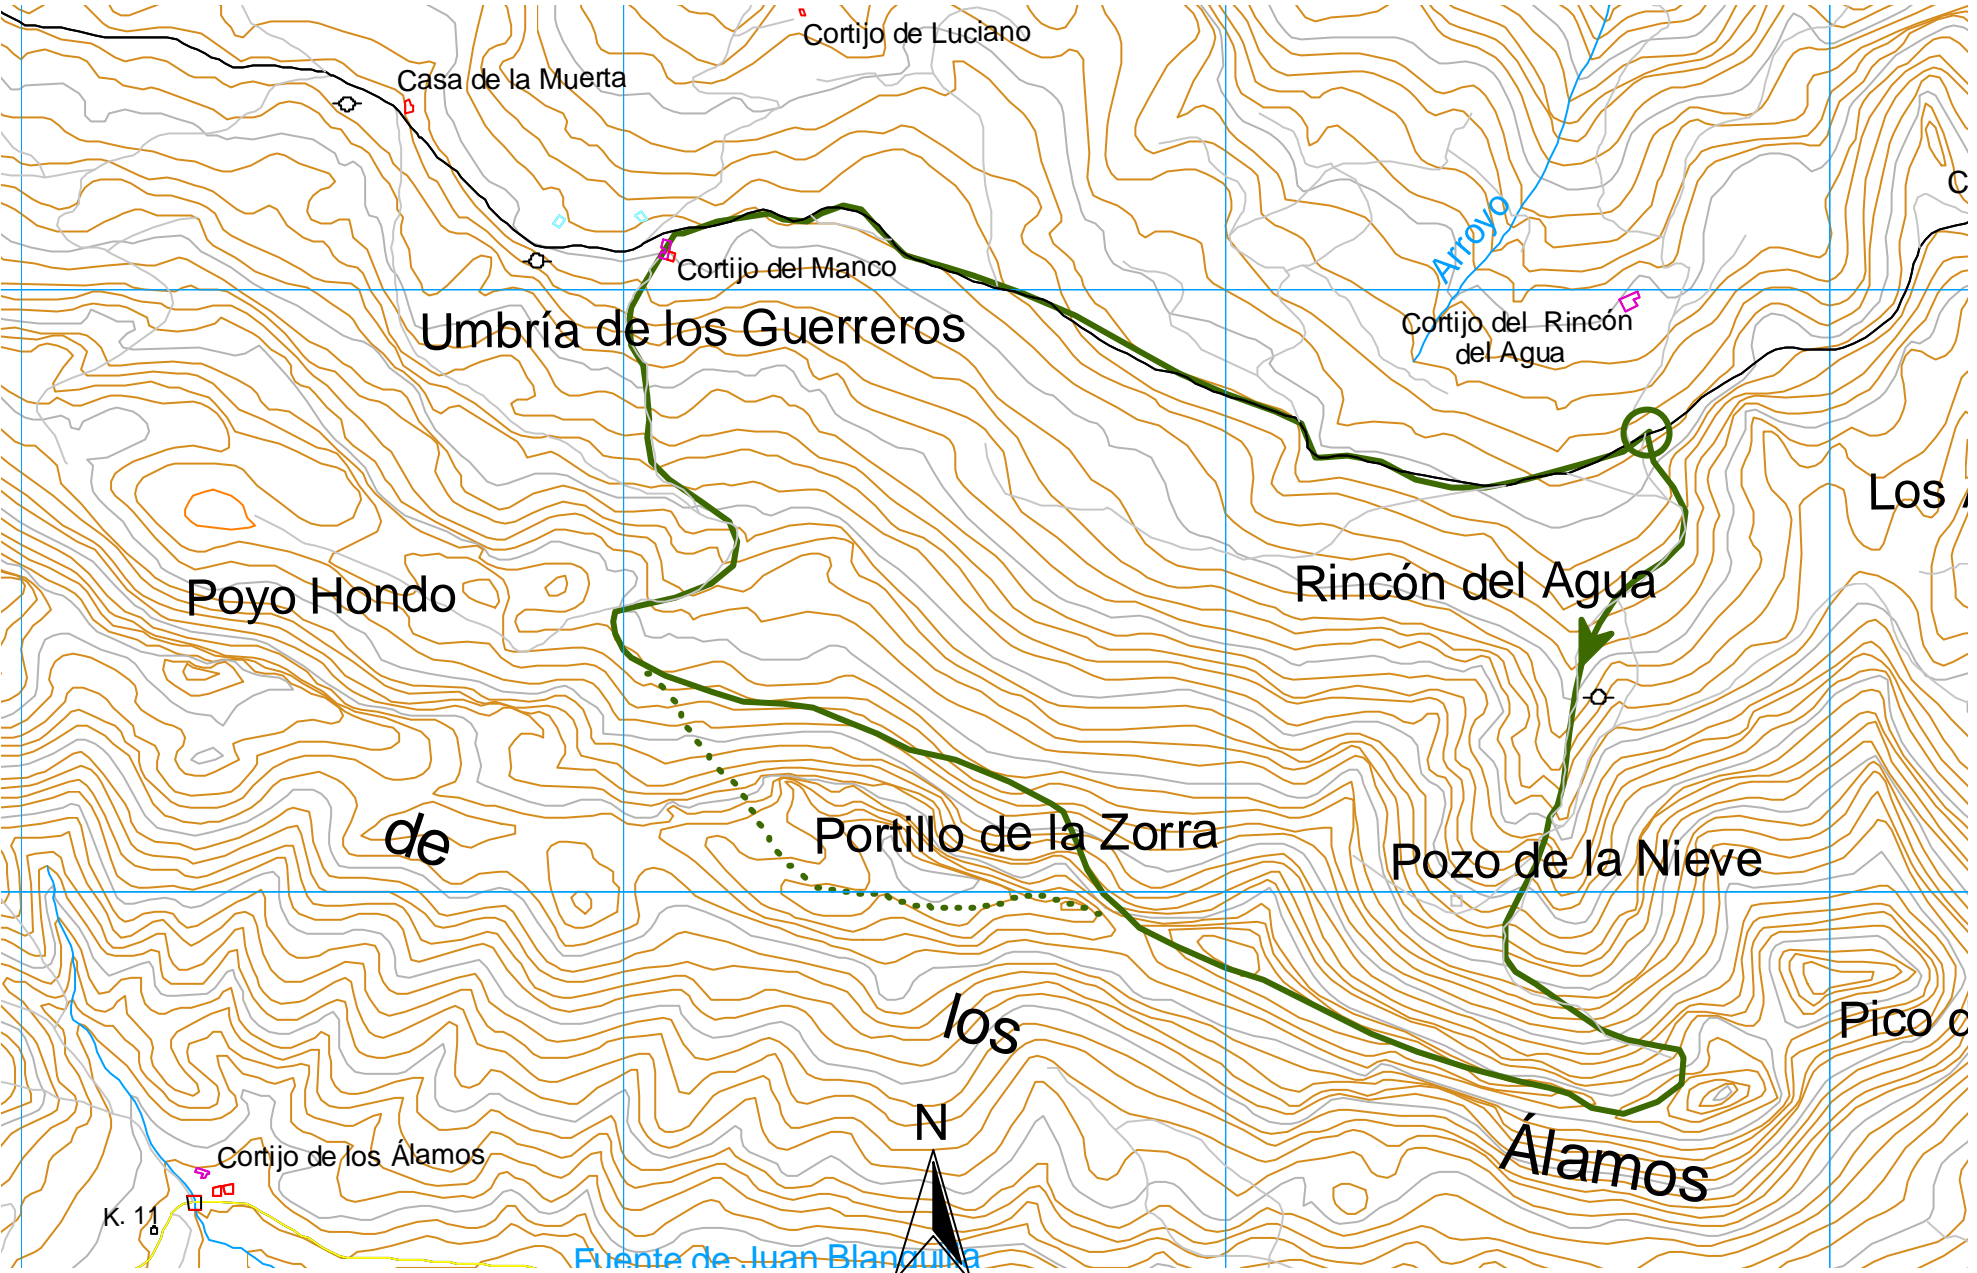 Cortijo de Luciano
Casa de la Muerta
Arroyo
Cortijo del Manco
Umbría de los Guerreros
Cortijo del Rincón
del Agua
Los
Poyo Hondo
Rincón del Agua
de
Portillo de la Zorra
Pozo de la Nieve
los
Pico
Álamos
N
Cortijo de los Álamos
K. 11
Fuente de Juan Blanquilla